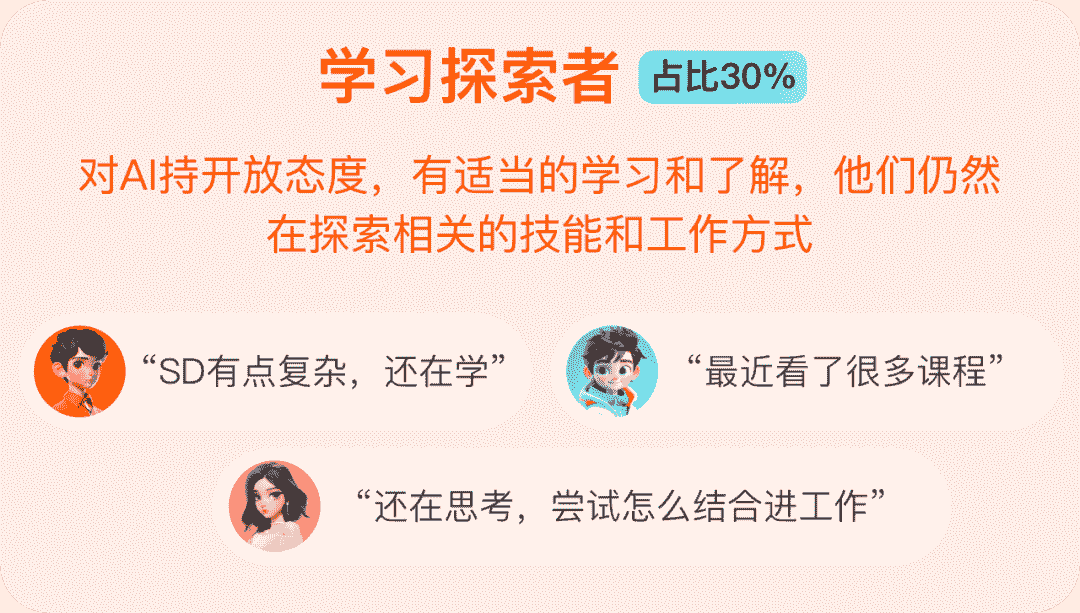 学习探索者 占比30%
对AI持开放态度，有适当的学习和了解，他们仍然
在探索相关的技能和工作方式
“SD有点复杂，还在学”
“最近看了很多课程”
“还在思考，尝试怎么结合进工作”